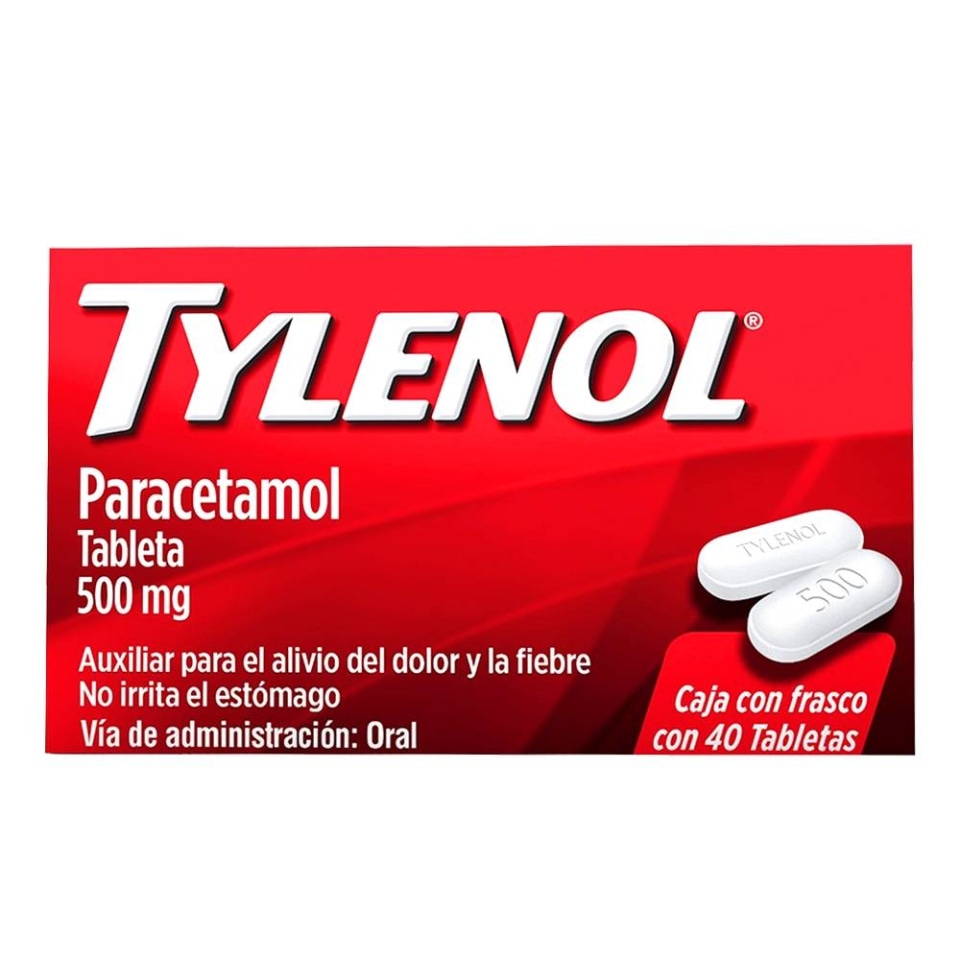 TYLENOL®
Paracetamol
Tableta
500 mg
Auxiliar para el alivio del dolor y la fiebre
No irrita el estómago
Vía de administración: Oral
TYLENOL
500
Caja con frasco
con 40 Tabletas